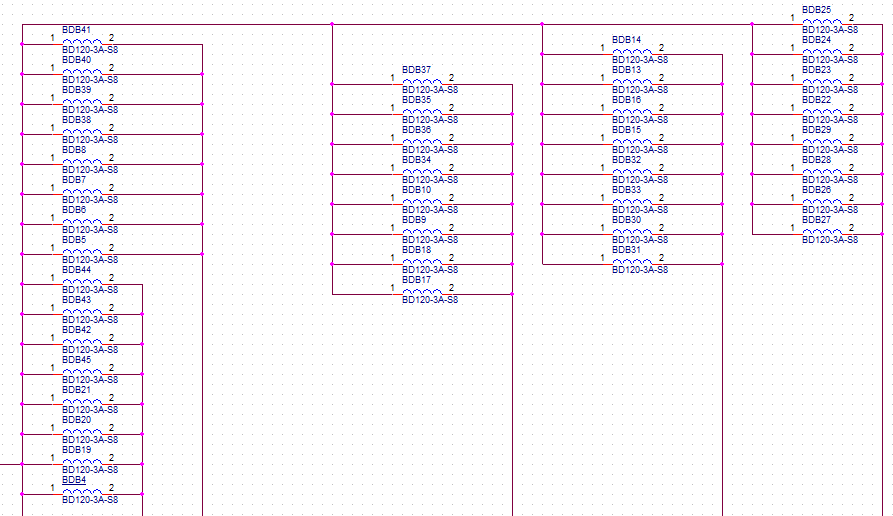 BDB41
1 2
BD120-3A-S8
BDB40
1 2
BD120-3A-S8
BDB39
1 2
BD120-3A-S8
BDB38
1 2
BD120-3A-S8
BDB8
1 2
BD120-3A-S8
BDB7
1 2
BD120-3A-S8
BDB6
1 2
BD120-3A-S8
BDB5
1 2
BD120-3A-S8
BDB44
1 2
BD120-3A-S8
BDB43
1 2
BD120-3A-S8
BDB42
1 2
BD120-3A-S8
BDB45
1 2
BD120-3A-S8
BDB21
1 2
BD120-3A-S8
BDB20
1 2
BD120-3A-S8
BDB19
1 2
BD120-3A-S8
BDB4
1 2
BD120-3A-S8
BDB37
1 2
BD120-3A-S8
BDB35
1 2
BD120-3A-S8
BDB36
1 2
BD120-3A-S8
BDB34
1 2
BD120-3A-S8
BDB10
1 2
BD120-3A-S8
BDB9
1 2
BD120-3A-S8
BDB18
1 2
BD120-3A-S8
BDB17
1 2
BD120-3A-S8
BDB14
1 2
BD120-3A-S8
BDB13
1 2
BD120-3A-S8
BDB16
1 2
BD120-3A-S8
BDB15
1 2
BD120-3A-S8
BDB32
1 2
BD120-3A-S8
BDB33
1 2
BD120-3A-S8
BDB30
1 2
BD120-3A-S8
BDB31
1 2
BD120-3A-S8
BDB25
1 2
BD120-3A-S8
BDB24
1 2
BD120-3A-S8
BDB23
1 2
BD120-3A-S8
BDB22
1 2
BD120-3A-S8
BDB29
1 2
BD120-3A-S8
BDB28
1 2
BD120-3A-S8
BDB26
1 2
BD120-3A-S8
BDB27
1 2
BD120-3A-S8